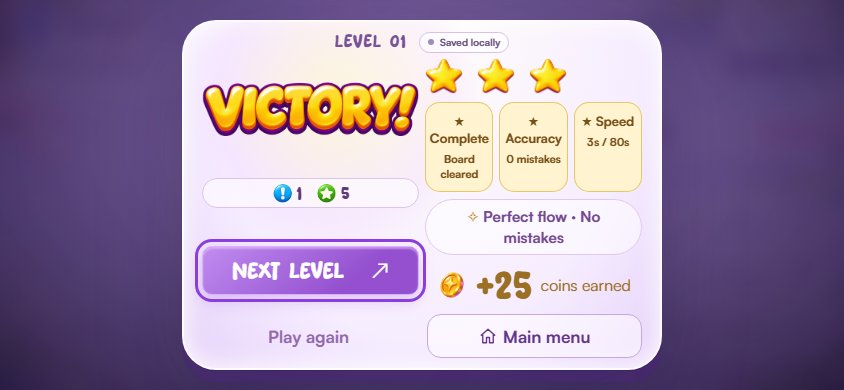 LEVEL 01
Saved locally
VICTORY!
★ Complete
Board
cleared
★ Accuracy
0 mistakes
★ Speed
3s / 80s
1
5
✧ Perfect flow · No
mistakes
NEXT LEVEL ↗
+25 coins earned
Play again
Main menu